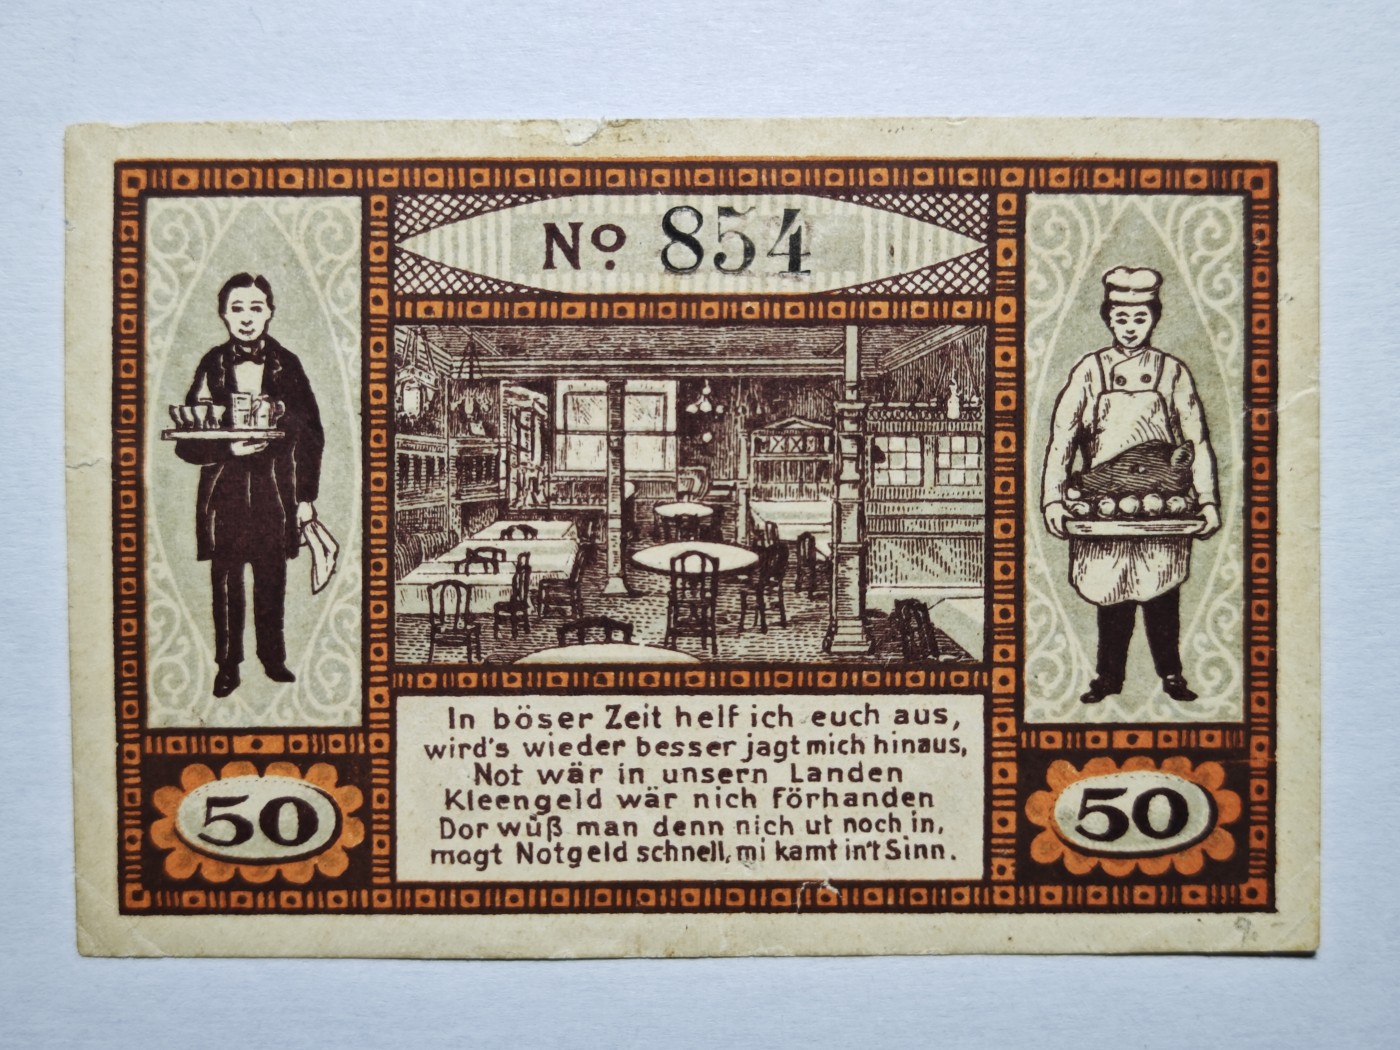 No. 854
In böser Zeit helf ich euch aus,
wird's wieder besser jagt mich hinaus,
Not wär in unsern Landen
Kleengeld wär nich förhanden
Dor wüß man denn nich ut noch in,
magt Notgeld schnell, mi kamt in't Sinn.
50
50